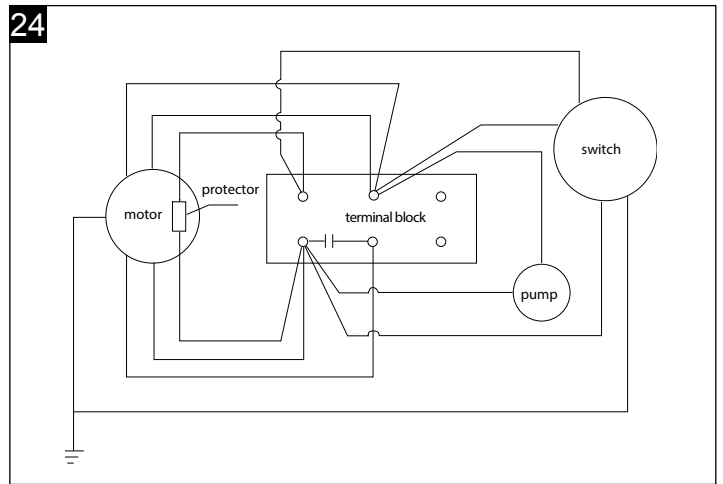 24
switch
protector
motor
terminal block
pump